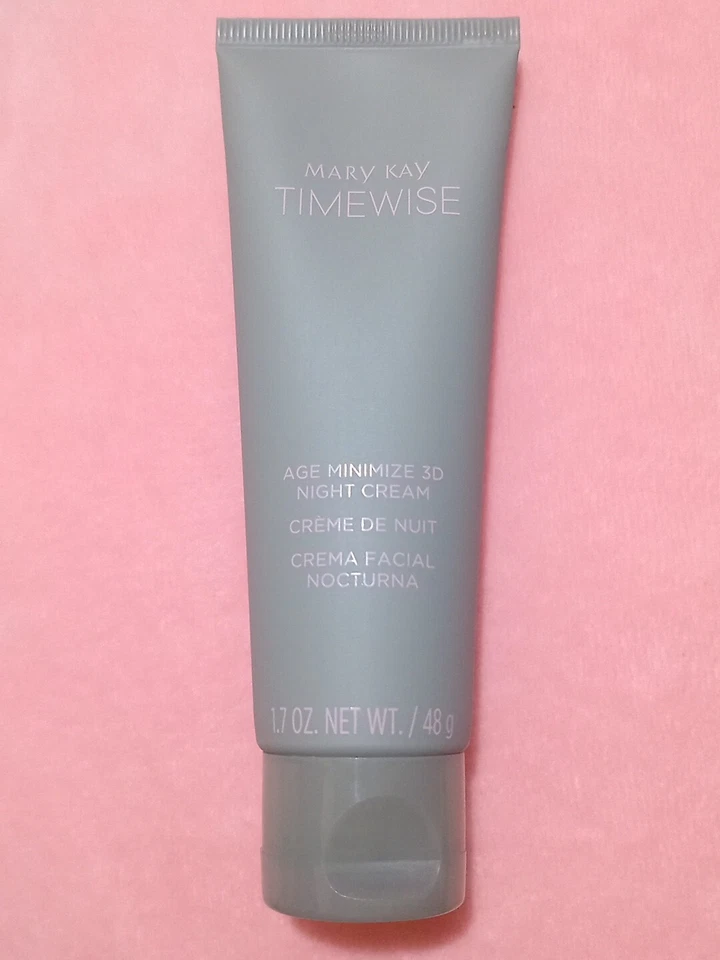 MARY KAY
TIMEWISE
AGE MINIMIZE 3D
NIGHT CREAM
CRÈME DE NUIT
CREMA FACIAL
NOCTURNA
1.7 OZ. NET WT. / 48 g